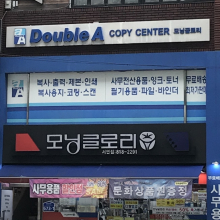 Double A COPY CENTER 모닝글로리
복사·출력·제본·인쇄
복사용지·코팅·스캔
사무전산용품·잉크·토너
필기용품·파일·바인더
모닝글로리
사무용품
문화상품권증정